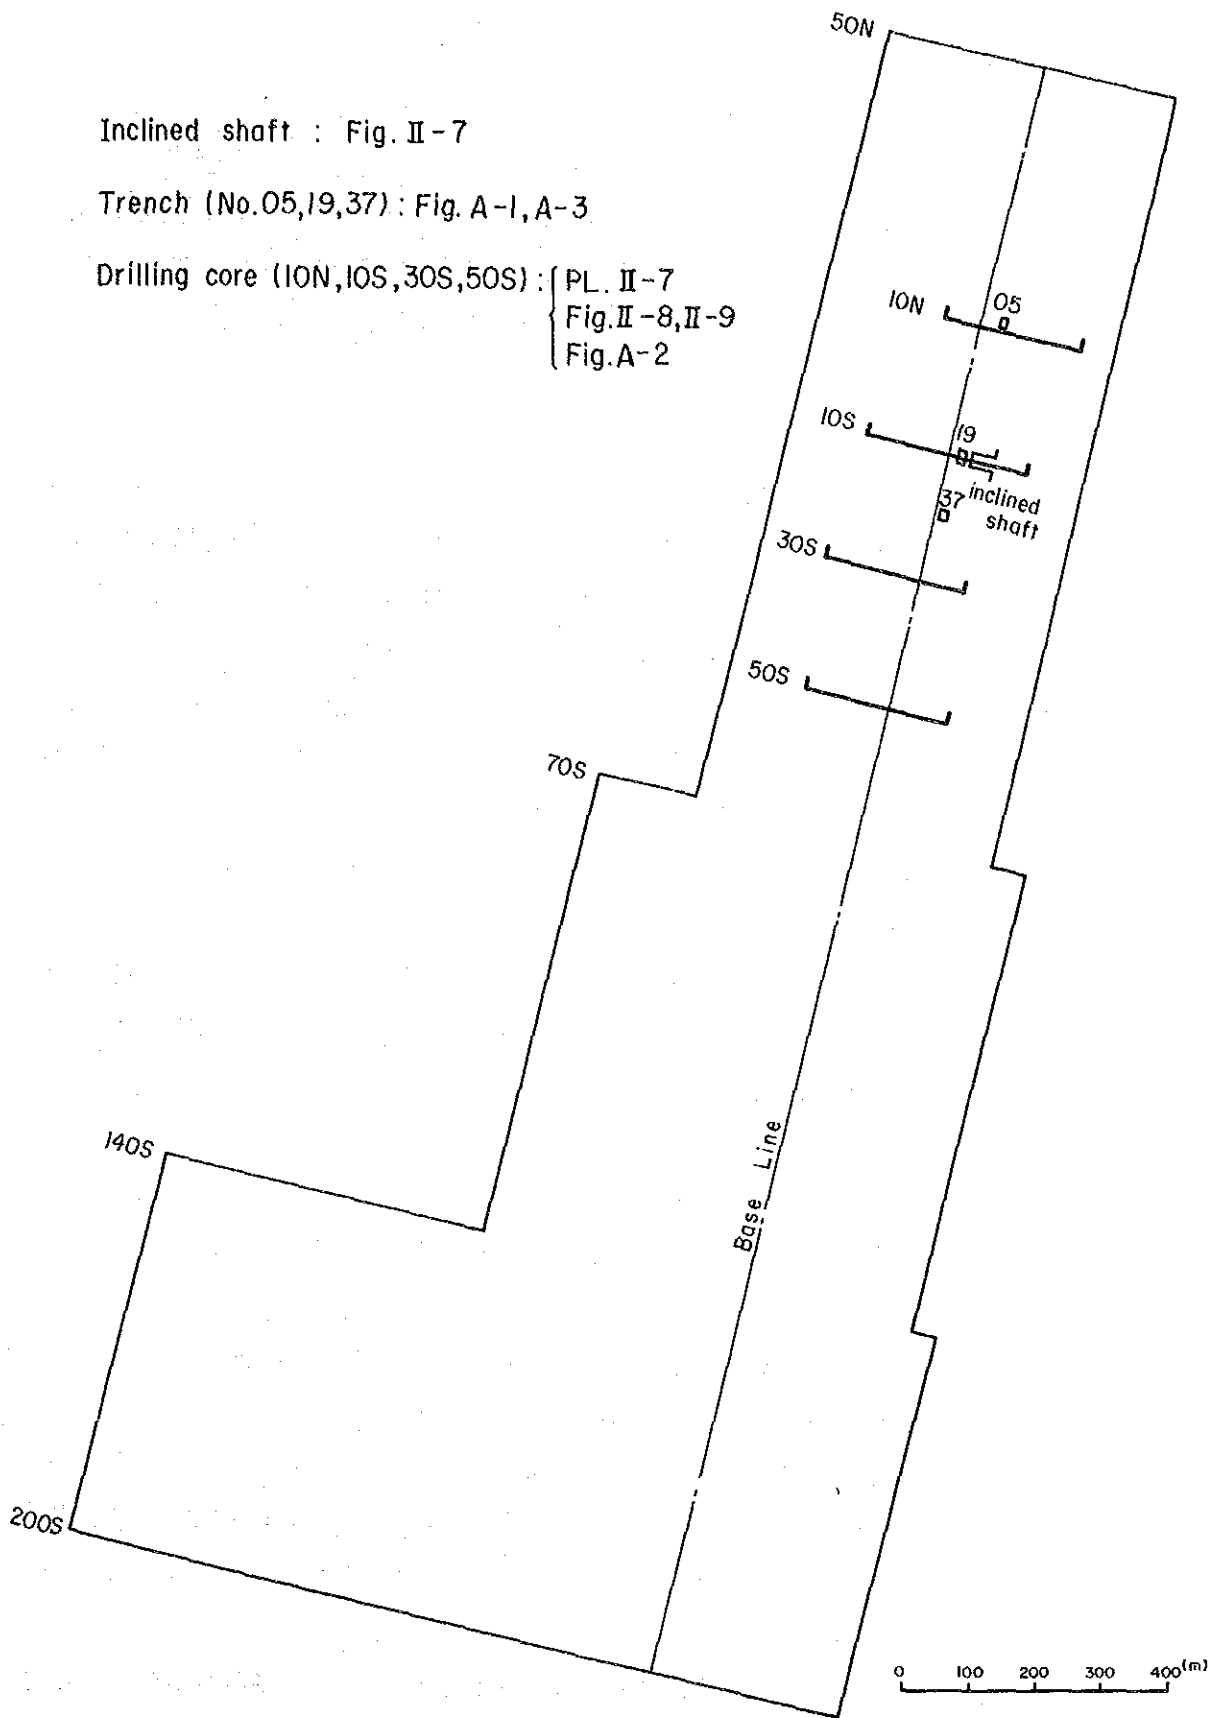 50N
Inclined shaft : Fig. II-7
Trench (No.05,19,37) : Fig. A-1, A-3
Drilling core (10N,10S,30S,50S) : PL. II-7
Fig. II-8, II-9
Fig. A-2
10N
05
10S
19
37
inclined
shaft
30S
50S
70S
Base Line
140S
200S
0 100 200 300 400 (m)